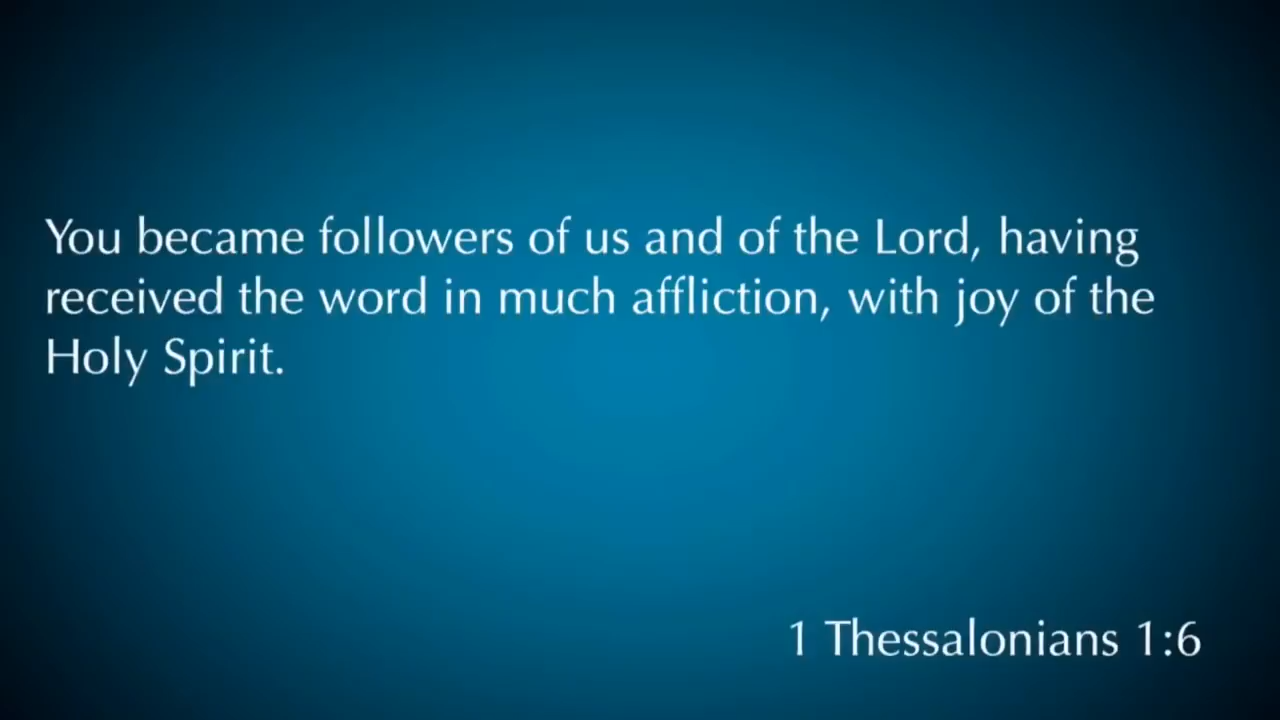 You became followers of us and of the Lord, having
received the word in much affliction, with joy of the
Holy Spirit.
1 Thessalonians 1:6